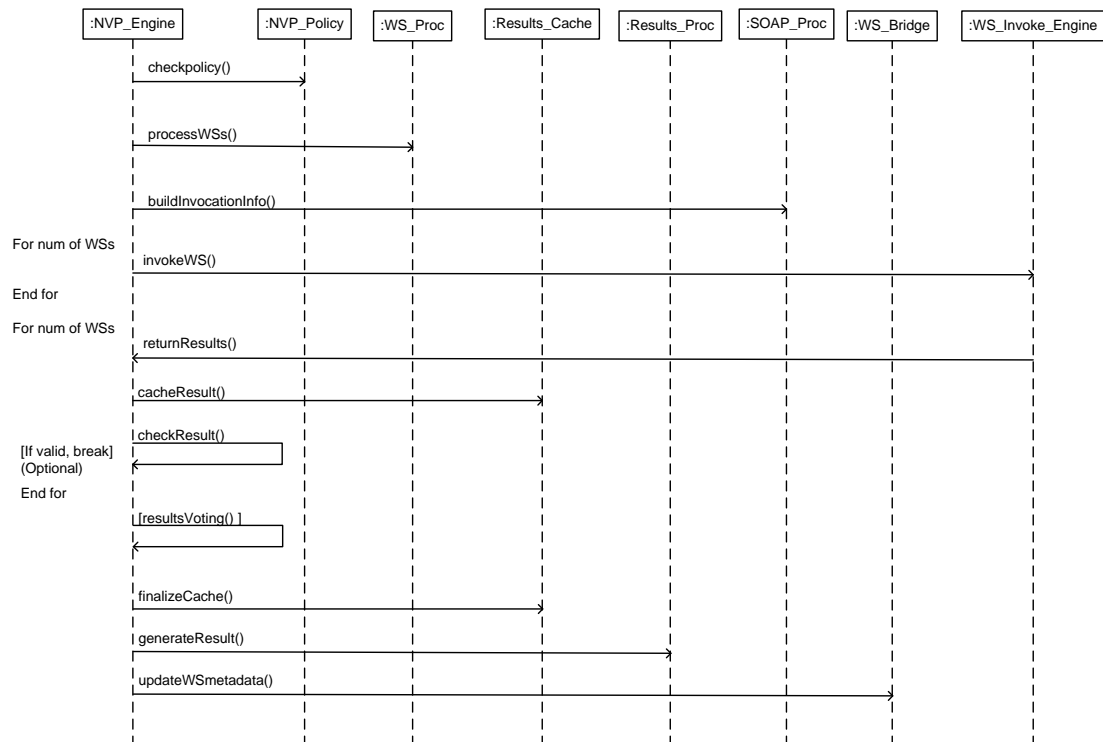 :NVP_Engine
:NVP_Policy
:WS_Proc
:Results_Cache
:Results_Proc
:SOAP_Proc
:WS_Bridge
:WS_Invoke_Engine
checkpolicy()
processWSs()
buildInvocationInfo()
For num of WSs
invokeWS()
End for
For num of WSs
returnResults()
cacheResult()
checkResult()
[If valid, break]
(Optional)
End for
[resultsVoting() ]
finalizeCache()
generateResult()
updateWSmetadata()